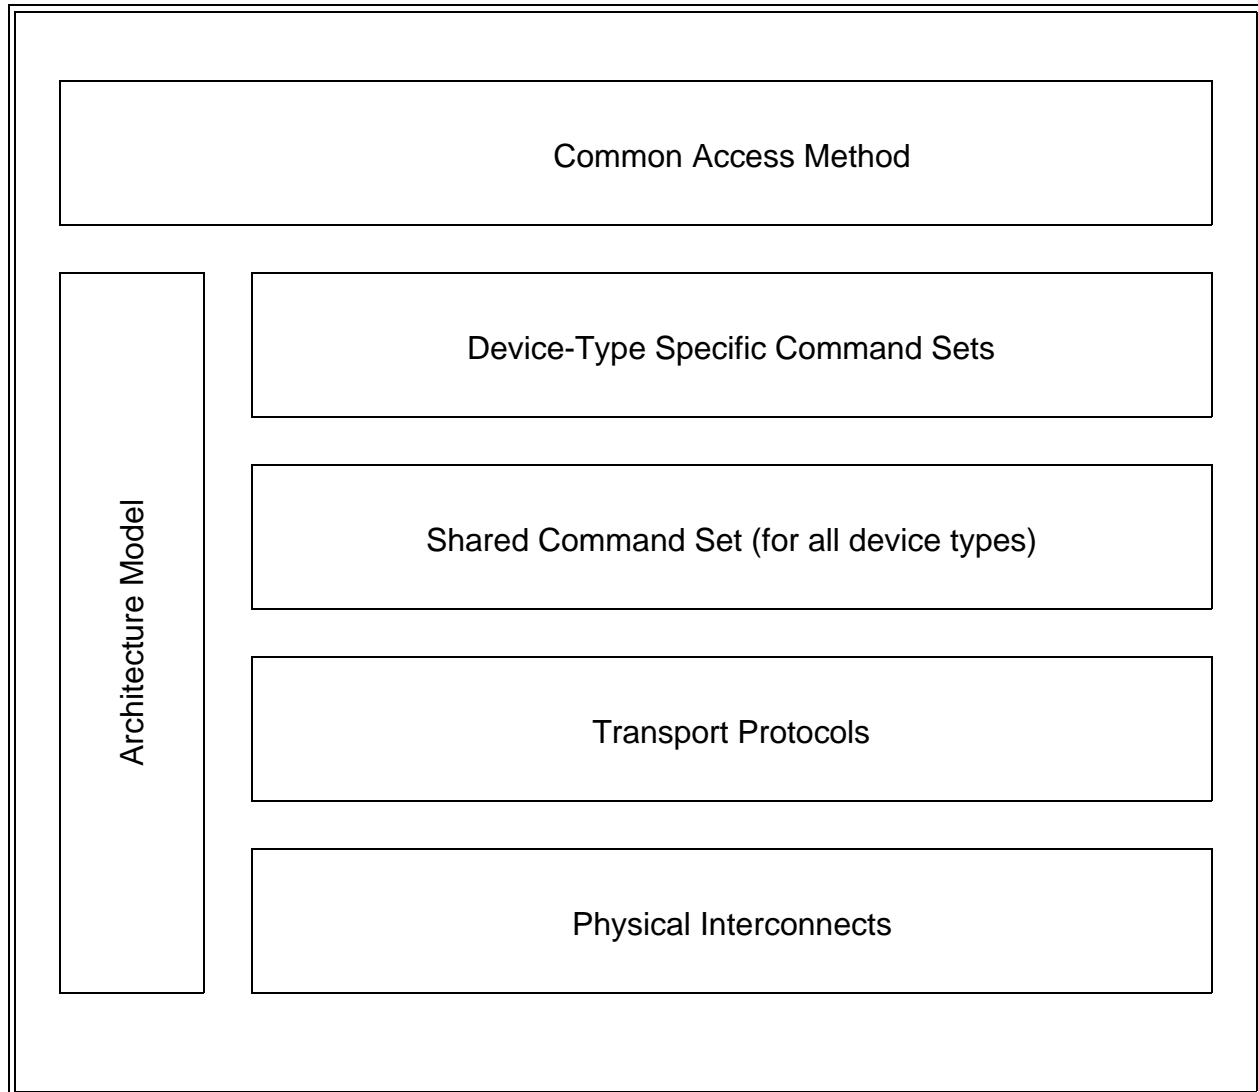 Common Access Method
Architecture Model
Device-Type Specific Command Sets
Shared Command Set (for all device types)
Transport Protocols
Physical Interconnects